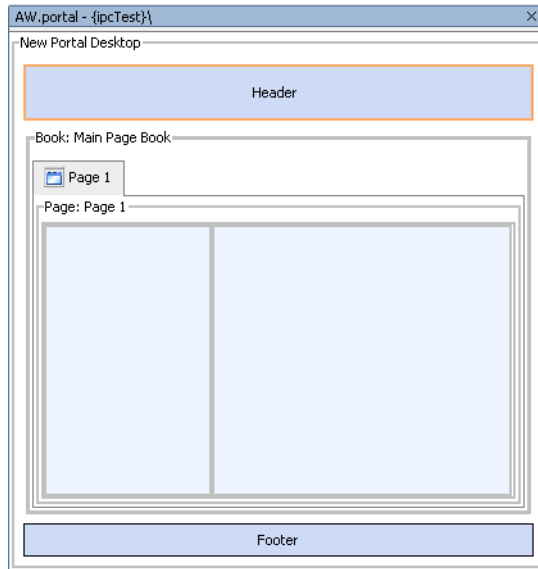 AW.portal - {ipcTest}\
New Portal Desktop
Header
Book: Main Page Book
Page 1
Page: Page 1
Footer